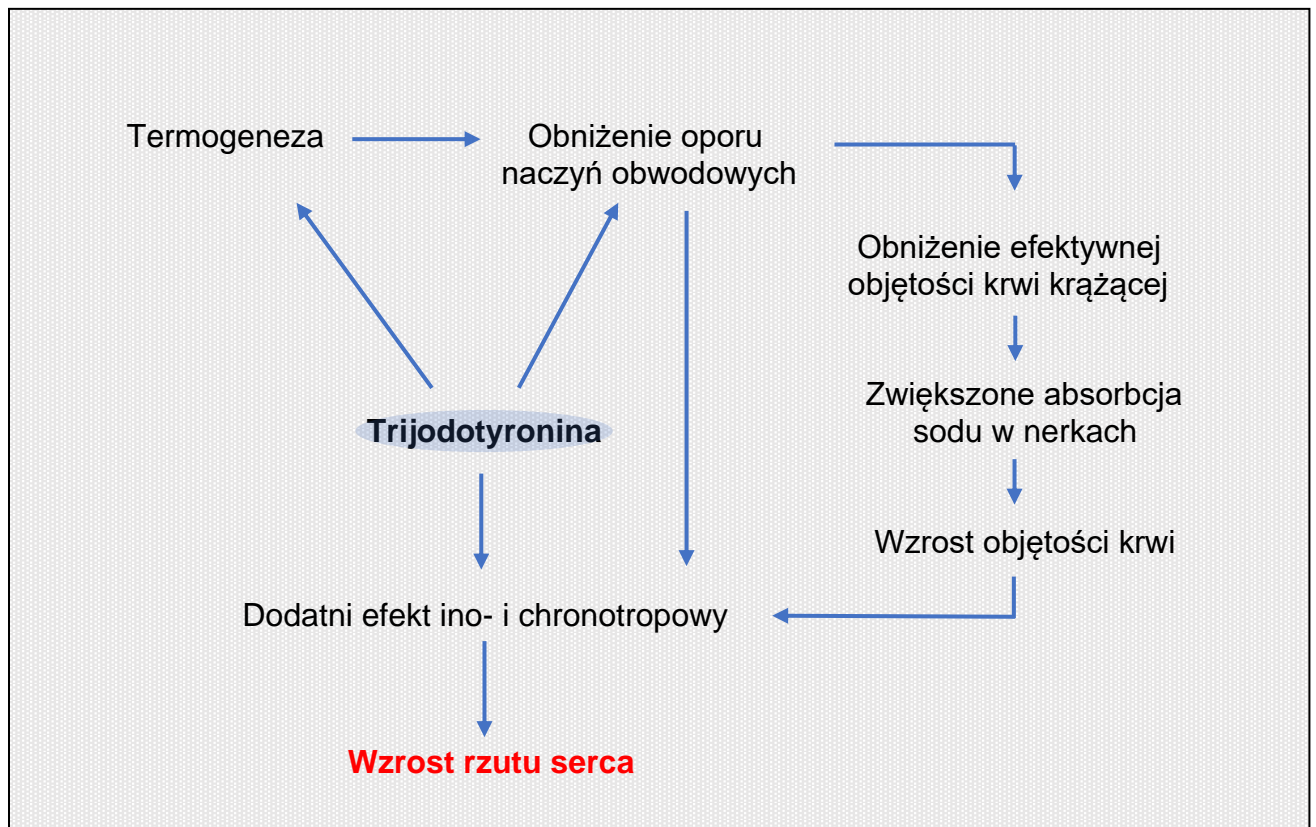 Termogeneza
Obniżenie oporu
naczyń obwodowych
Obniżenie efektywnej
objętości krwi krążącej
Zwiększone absorbcja
sodu w nerkach
Trijodotyronina
Wzrost objętości krwi
Dodatni efekt ino- i chronotropowy
Wzrost rzutu serca